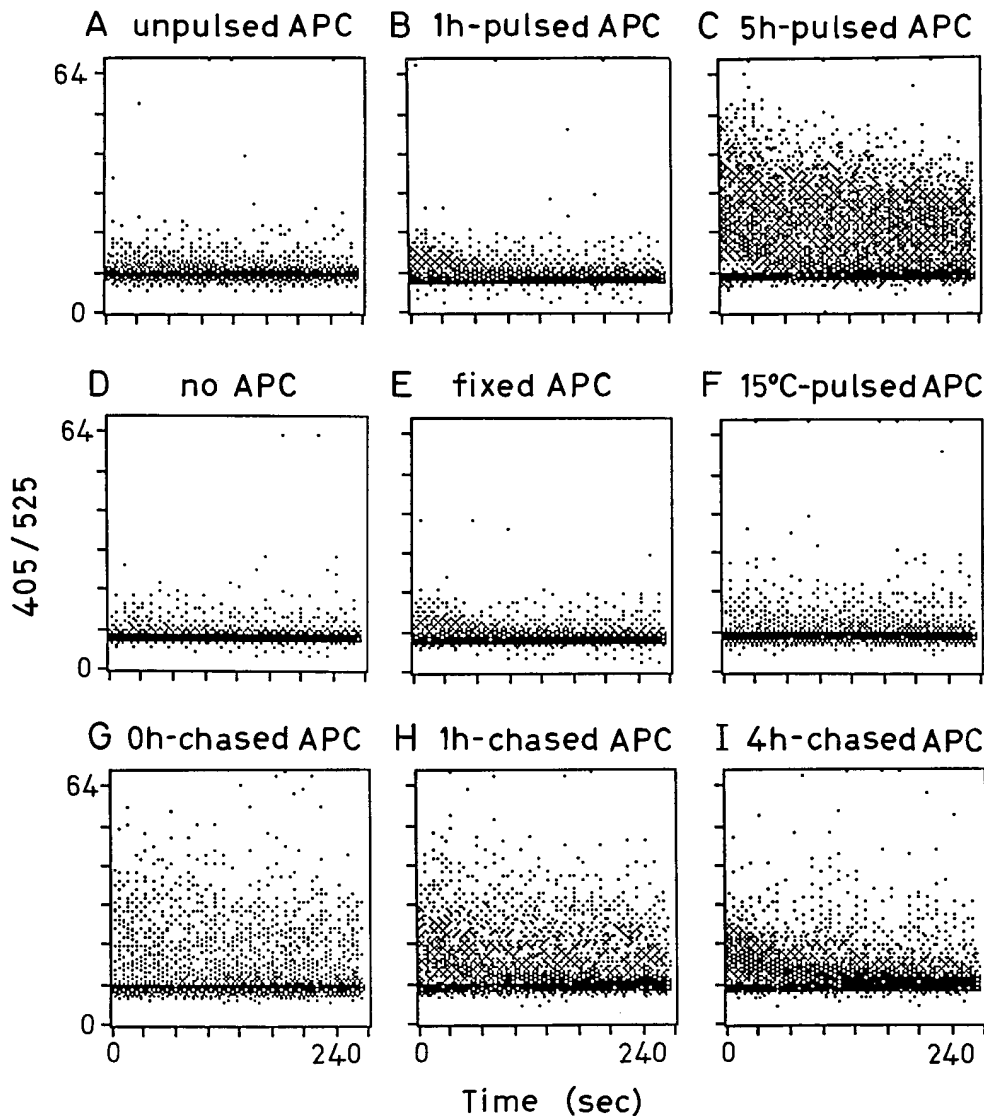 A unpulsed APC
B 1h-pulsed APC
C 5h-pulsed APC
64
0
D no APC
E fixed APC
F 15°C-pulsed APC
64
0
405/525
G 0h-chased APC
H 1h-chased APC
I 4h-chased APC
64
0
0 240
0 240
0 240
Time (sec)